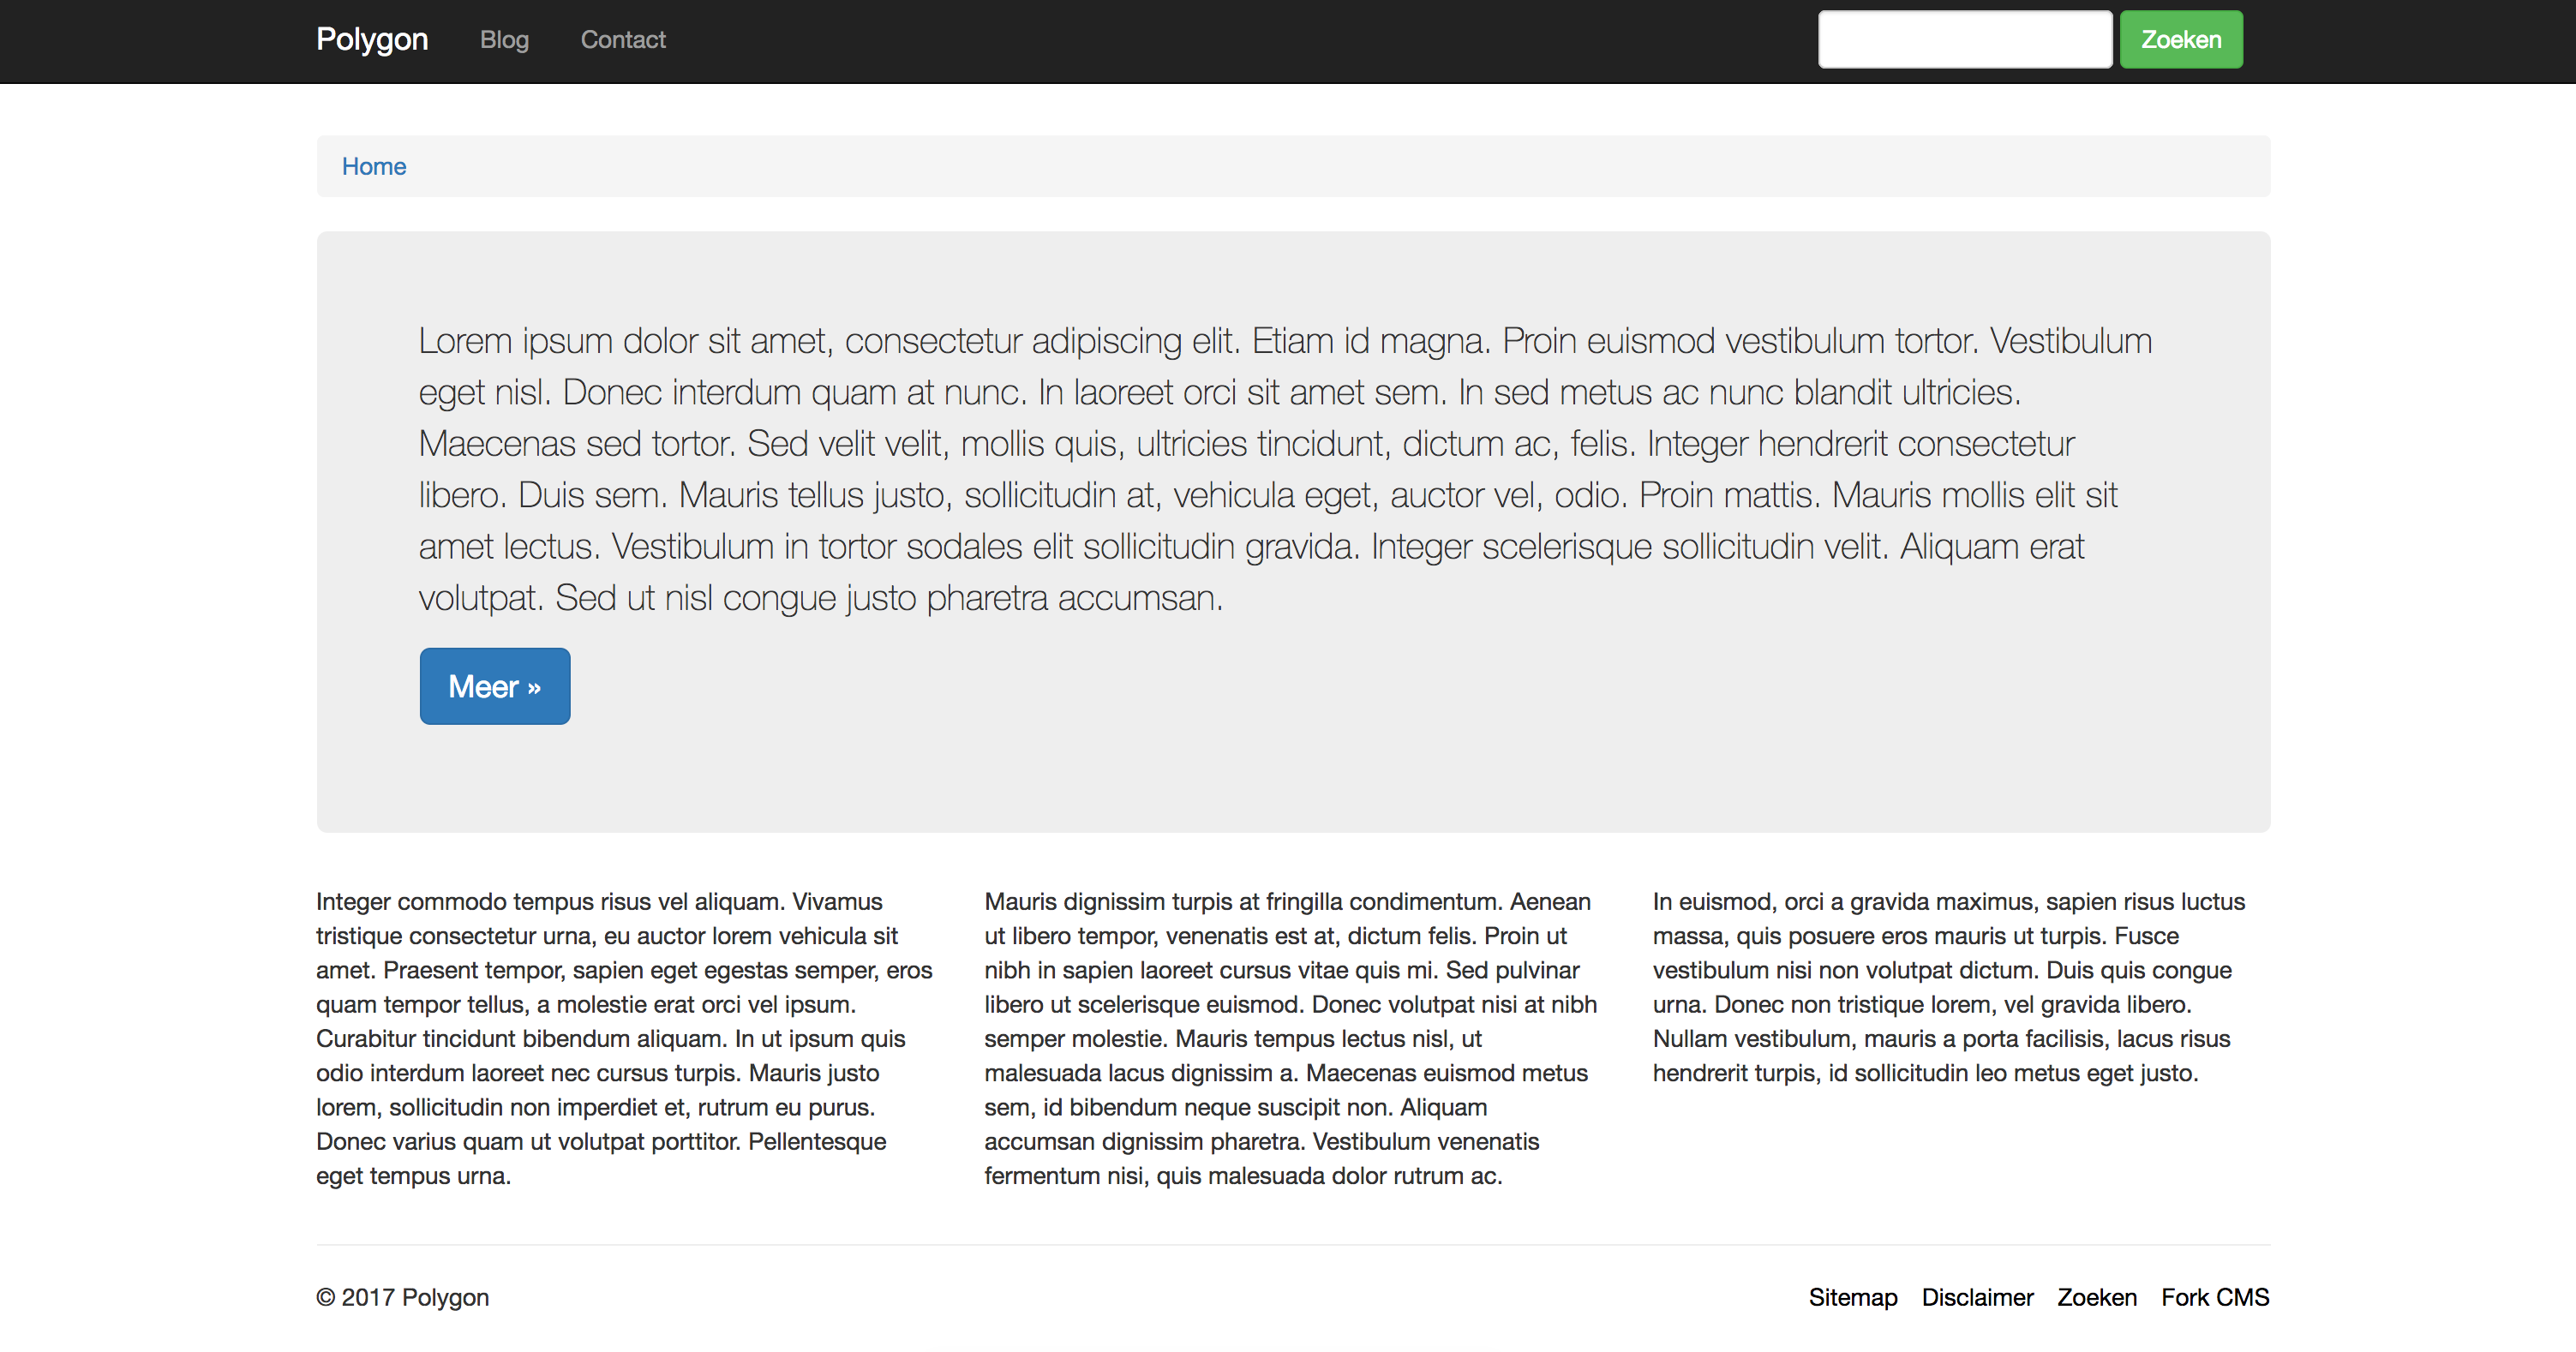 Polygon Blog Contact Zoeken
Home
Lorem ipsum dolor sit amet, consectetur adipiscing elit. Etiam id magna. Proin euismod vestibulum tortor. Vestibulum
eget nisl. Donec interdum quam at nunc. In laoreet orci sit amet sem. In sed metus ac nunc blandit ultricies.
Maecenas sed tortor. Sed velit velit, mollis quis, ultricies tincidunt, dictum ac, felis. Integer hendrerit consectetur
libero. Duis sem. Mauris tellus justo, sollicitudin at, vehicula eget, auctor vel, odio. Proin mattis. Mauris mollis elit sit
amet lectus. Vestibulum in tortor sodales elit sollicitudin gravida. Integer scelerisque sollicitudin velit. Aliquam erat
volutpat. Sed ut nisl congue justo pharetra accumsan.
Meer »
Integer commodo tempus risus vel aliquam. Vivamus
tristique consectetur urna, eu auctor lorem vehicula sit
amet. Praesent tempor, sapien eget egestas semper, eros
quam tempor tellus, a molestie erat orci vel ipsum.
Curabitur tincidunt bibendum aliquam. In ut ipsum quis
odio interdum laoreet nec cursus turpis. Mauris justo
lorem, sollicitudin non imperdiet et, rutrum eu purus.
Donec varius quam ut volutpat porttitor. Pellentesque
eget tempus urna.
Mauris dignissim turpis at fringilla condimentum. Aenean
ut libero tempor, venenatis est at, dictum felis. Proin ut
nibh in sapien laoreet cursus vitae quis mi. Sed pulvinar
libero ut scelerisque euismod. Donec volutpat nisi at nibh
semper molestie. Mauris tempus lectus nisl, ut
malesuada lacus dignissim a. Maecenas euismod metus
sem, id bibendum neque suscipit non. Aliquam
accumsan dignissim pharetra. Vestibulum venenatis
fermentum nisi, quis malesuada dolor rutrum ac.
In euismod, orci a gravida maximus, sapien risus luctus
massa, quis posuere eros mauris ut turpis. Fusce
vestibulum nisi non volutpat dictum. Duis quis congue
urna. Donec non tristique lorem, vel gravida libero.
Nullam vestibulum, mauris a porta facilisis, lacus risus
hendrerit turpis, id sollicitudin leo metus eget justo.
© 2017 Polygon Sitemap Disclaimer Zoeken Fork CMS